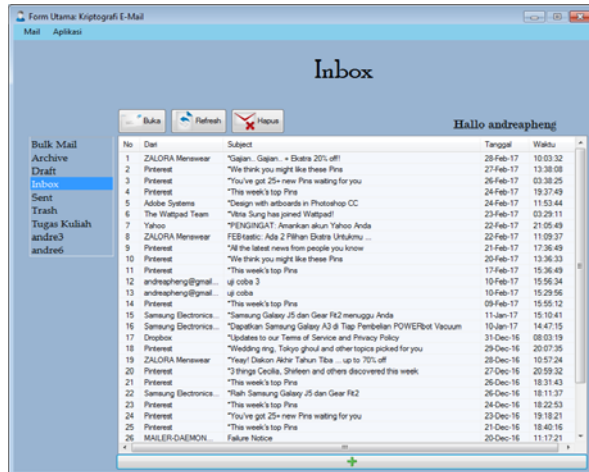 Form Utama: Kriptografi E-Mail
Mail Aplikasi
Inbox
Buka Refresh Hapus
Hallo andreapheng
Bulk Mail
Archive
Draft
Inbox
Sent
Trash
Tugas Kuliah
andre3
andre6
No Dari Subject Tanggal Waktu
1 ZALORA Menswear "Gajian.. Gajian.. + Ekstra 20% off! 28-Feb-17 10:03:32
2 Pinterest "We think you might like these Pins 27-Feb-17 13:38:08
3 Pinterest "You've got 25+ new Pins waiting for you 26-Feb-17 03:38:25
4 Pinterest "This week's top Pins 24-Feb-17 19:37:49
5 Adobe Systems "Design with artboards in Photoshop CC 24-Feb-17 11:53:44
6 The Wattpad Team "Vitria Sung has joined Wattpad! 23-Feb-17 03:29:11
7 Yahoo "PENGINGAT: Amankan akun Yahoo Anda 22-Feb-17 21:05:49
8 ZALORA Menswear FEB-tastic: Ada 2 Pilihan Ekstra Untukmu ... 22-Feb-17 11:09:37
9 Pinterest "All the latest news from people you know 21-Feb-17 17:36:49
10 Pinterest "We think you might like these Pins 20-Feb-17 13:36:33
11 Pinterest "This week's top Pins 17-Feb-17 15:36:49
12 andreapheng@gmail... uji coba 3 10-Feb-17 15:56:34
13 andreapheng@gmail... uji coba 10-Feb-17 15:29:56
14 Pinterest "This week's top Pins 09-Feb-17 15:55:12
15 Samsung Electronics... "Samsung Galaxy J5 dan Gear Fit2 menuggu Anda 11-Jan-17 15:10:41
16 Samsung Electronics... "Dapatkan Samsung Galaxy A3 di Tiap Pembelian POWERbot Vacuum 10-Jan-17 14:47:15
17 Dropbox "Updates to our Terms of Service and Privacy Policy 31-Dec-16 08:03:19
18 Pinterest "Wedding ring, Tokyo ghoul and other topics picked for you 29-Dec-16 20:07:35
19 ZALORA Menswear "Yeay! Diskon Akhir Tahun Tiba ... up to 70% off 28-Dec-16 10:57:24
20 Pinterest "3 things Cecilia, Shirleen and others discovered this week 27-Dec-16 20:59:32
21 Pinterest "This week's top Pins 26-Dec-16 18:31:43
22 Samsung Electronics... "Raih Samsung Galaxy J5 dan Gear Fit2 26-Dec-16 18:11:37
23 Pinterest "This week's top Pins 24-Dec-16 18:22:53
24 Pinterest "You've got 25+ new Pins waiting for you 23-Dec-16 19:18:21
25 Pinterest "This week's top Pins 21-Dec-16 18:40:16
26 MAILER-DAEMON... Failure Notice 20-Dec-16 11:17:21